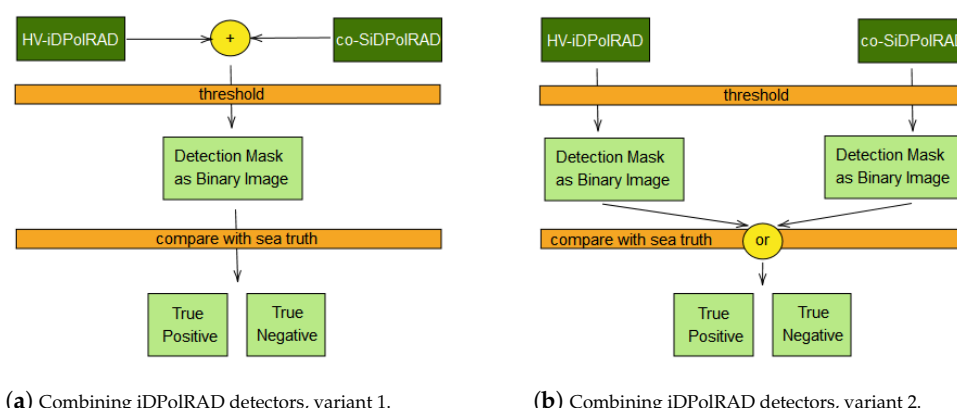 HV-iDPolRAD
+
co-SiDPolRAD
threshold
Detection Mask
as Binary Image
compare with sea truth
True
Positive
True
Negative
(a) Combining iDPolRAD detectors, variant 1.
HV-iDPolRAD
co-SiDPolRAD
threshold
Detection Mask
as Binary Image
Detection Mask
as Binary Image
compare with sea truth
or
True
Positive
True
Negative
(b) Combining iDPolRAD detectors, variant 2.